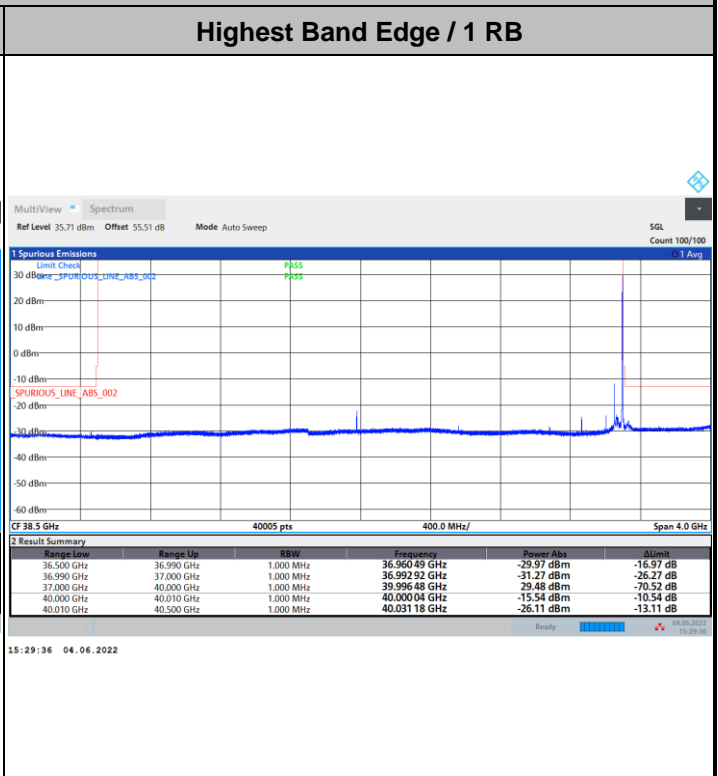 Highest Band Edge / 1 RB
MultiView Spectrum
Ref Level 35.71 dBm Offset 55.51 dB Mode Auto Sweep SGL
Count 100/100
1 Spurious Emissions 1 Avg
Limit Check PASS
30 dBm Line _SPURIOUS_LINE_ABS_002 PASS
20 dBm
10 dBm
0 dBm
-10 dBm
_SPURIOUS_LINE_ABS_002
-20 dBm
-30 dBm
-40 dBm
-50 dBm
-60 dBm
CF 38.5 GHz 40005 pts 400.0 MHz/ Span 4.0 GHz
2 Result Summary
Range Low Range Up RBW Frequency Power Abs ΔLimit
36.500 GHz 36.990 GHz 1.000 MHz 36.960 49 GHz -29.97 dBm -16.97 dB
36.990 GHz 37.000 GHz 1.000 MHz 36.992 92 GHz -31.27 dBm -26.27 dB
37.000 GHz 40.000 GHz 1.000 MHz 39.996 48 GHz 29.48 dBm -70.52 dB
40.000 GHz 40.010 GHz 1.000 MHz 40.000 04 GHz -15.54 dBm -10.54 dB
40.010 GHz 40.500 GHz 1.000 MHz 40.031 18 GHz -26.11 dBm -13.11 dB
Ready 04.06.2022
15:29:36
15:29:36 04.06.2022